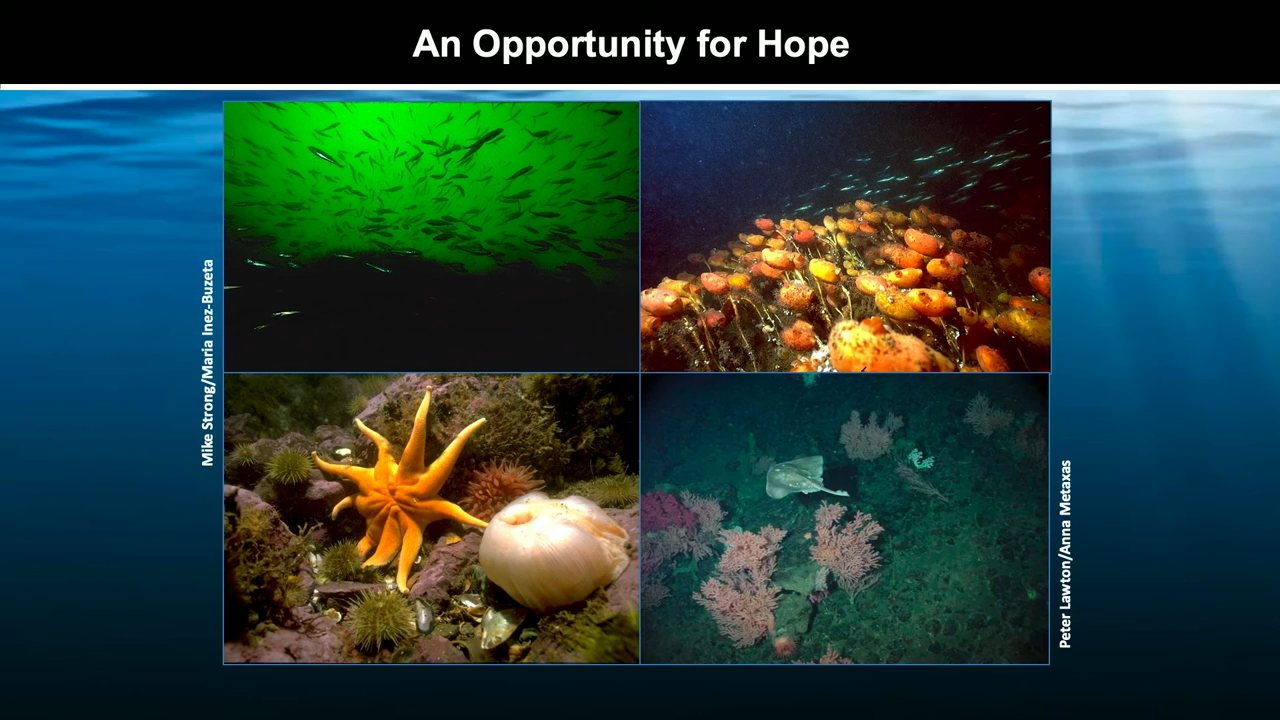 An Opportunity for Hope
Mike Strong/Maria Inez-Buzeta
Peter Lawton/Anna Metaxas